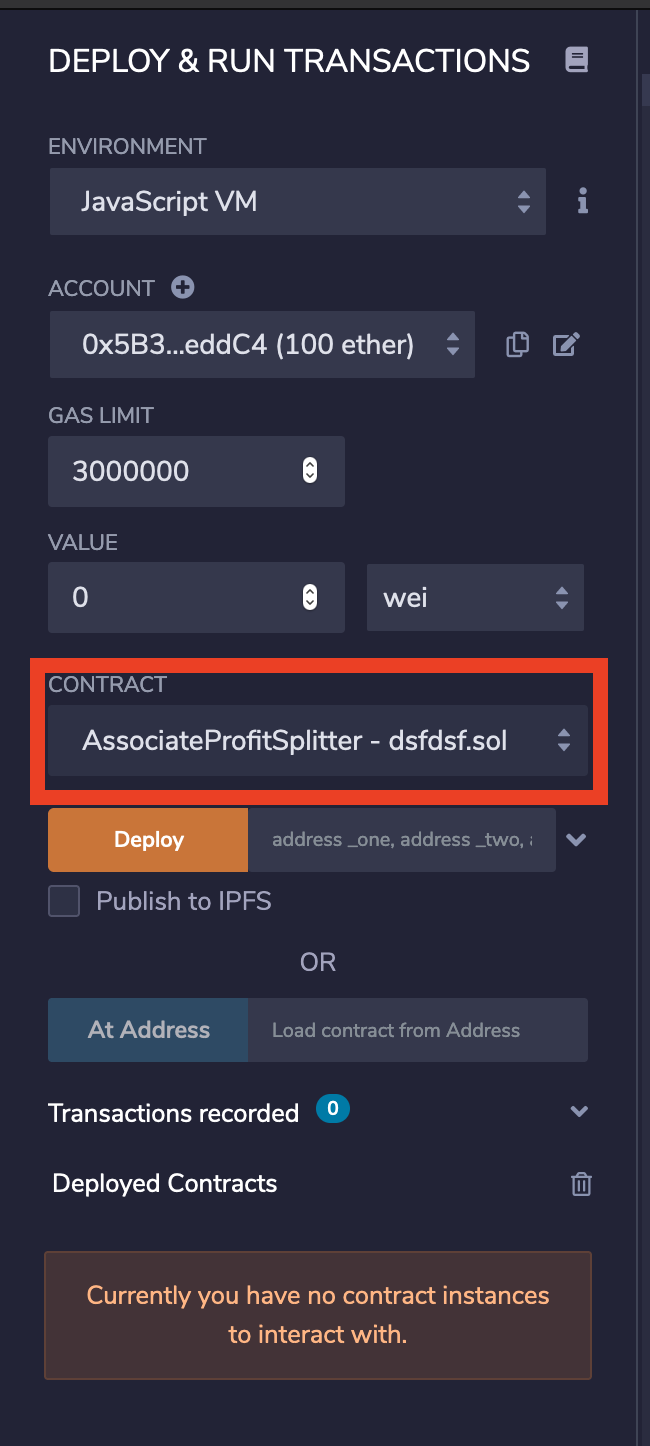 DEPLOY & RUN TRANSACTIONS
ENVIRONMENT
JavaScript VM
ACCOUNT
0x5B3...eddC4 (100 ether)
GAS LIMIT
3000000
VALUE
0
wei
CONTRACT
AssociateProfitSplitter - dsfdsf.sol
Deploy
address _one, address _two,
Publish to IPFS
OR
At Address
Load contract from Address
Transactions recorded 0
Deployed Contracts
Currently you have no contract instances
to interact with.